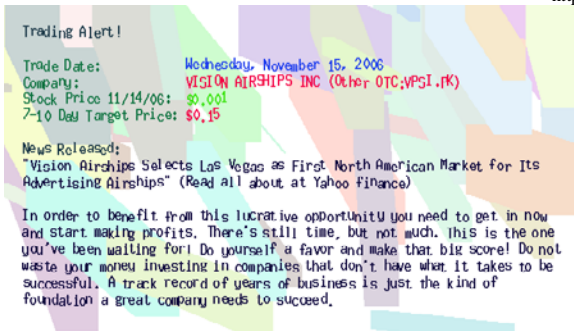 Trading Alert!
Trade Date: Wednesday, November 15, 2006
Company: VISION AIRSHIPS INC (Other OTC:VPSI.PK)
Stock Price 11/14/06: $0.001
7-10 Day Target Price: $0.15
News Released:
"Vision Airships Selects Las Vegas as First North American Market for Its
Advertising Airships" (Read all about at Yahoo finance)
In order to benefit from this lucrative opportunity you need to get in now
and start making profits. There's still time, but not much. This is the one
you've been waiting for! Do yourself a favor and make that big score! Do not
waste your money investing in companies that don't have what it takes to be
successful. A track record of years of business is just the kind of
foundation a great company needs to succeed.